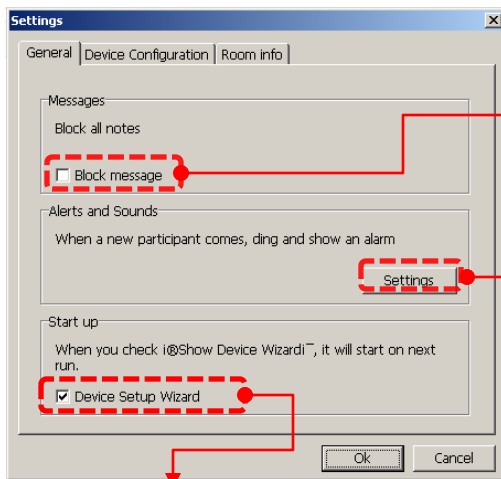 Settings
General
Device Configuration
Room info
Messages
Block all notes
Block message
Alerts and Sounds
When a new participant comes, ding and show an alarm
Settings
Start up
When you check i®Show Device Wizardi¯, it will start on next
run.
Device Setup Wizard
Ok
Cancel